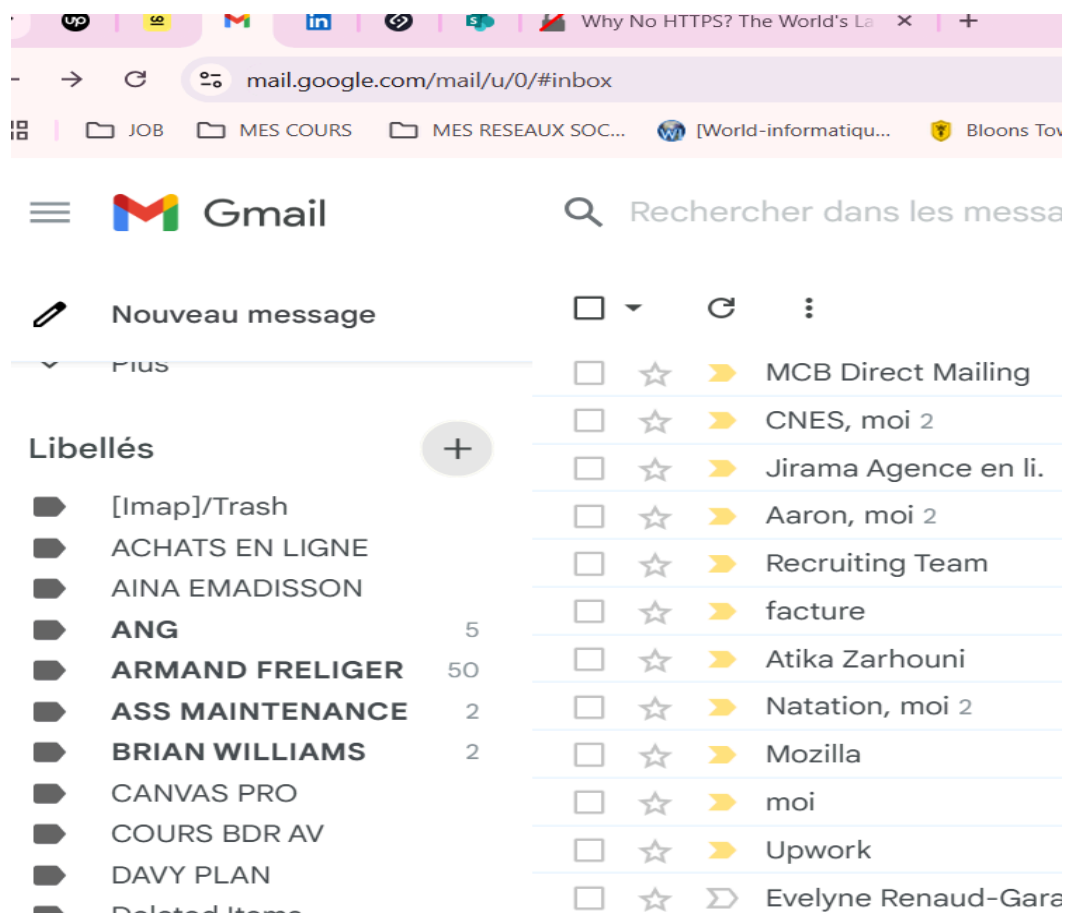 Why No HTTPS? The World's La
mail.google.com/mail/u/0/#inbox
JOB MES COURS MES RESEAUX SOC... [World-informatiqu... Bloons Tow
Gmail
Rechercher dans les messa
Nouveau message
Plus
Libellés
[Imap]/Trash
ACHATS EN LIGNE
AINA EMADISSON
ANG 5
ARMAND FRELIGER 50
ASS MAINTENANCE 2
BRIAN WILLIAMS 2
CANVAS PRO
COURS BDR AV
DAVY PLAN
Deleted Items
MCB Direct Mailing
CNES, moi 2
Jirama Agence en li.
Aaron, moi 2
Recruiting Team
facture
Atika Zarhouni
Natation, moi 2
Mozilla
moi
Upwork
Evelyne Renaud-Gara